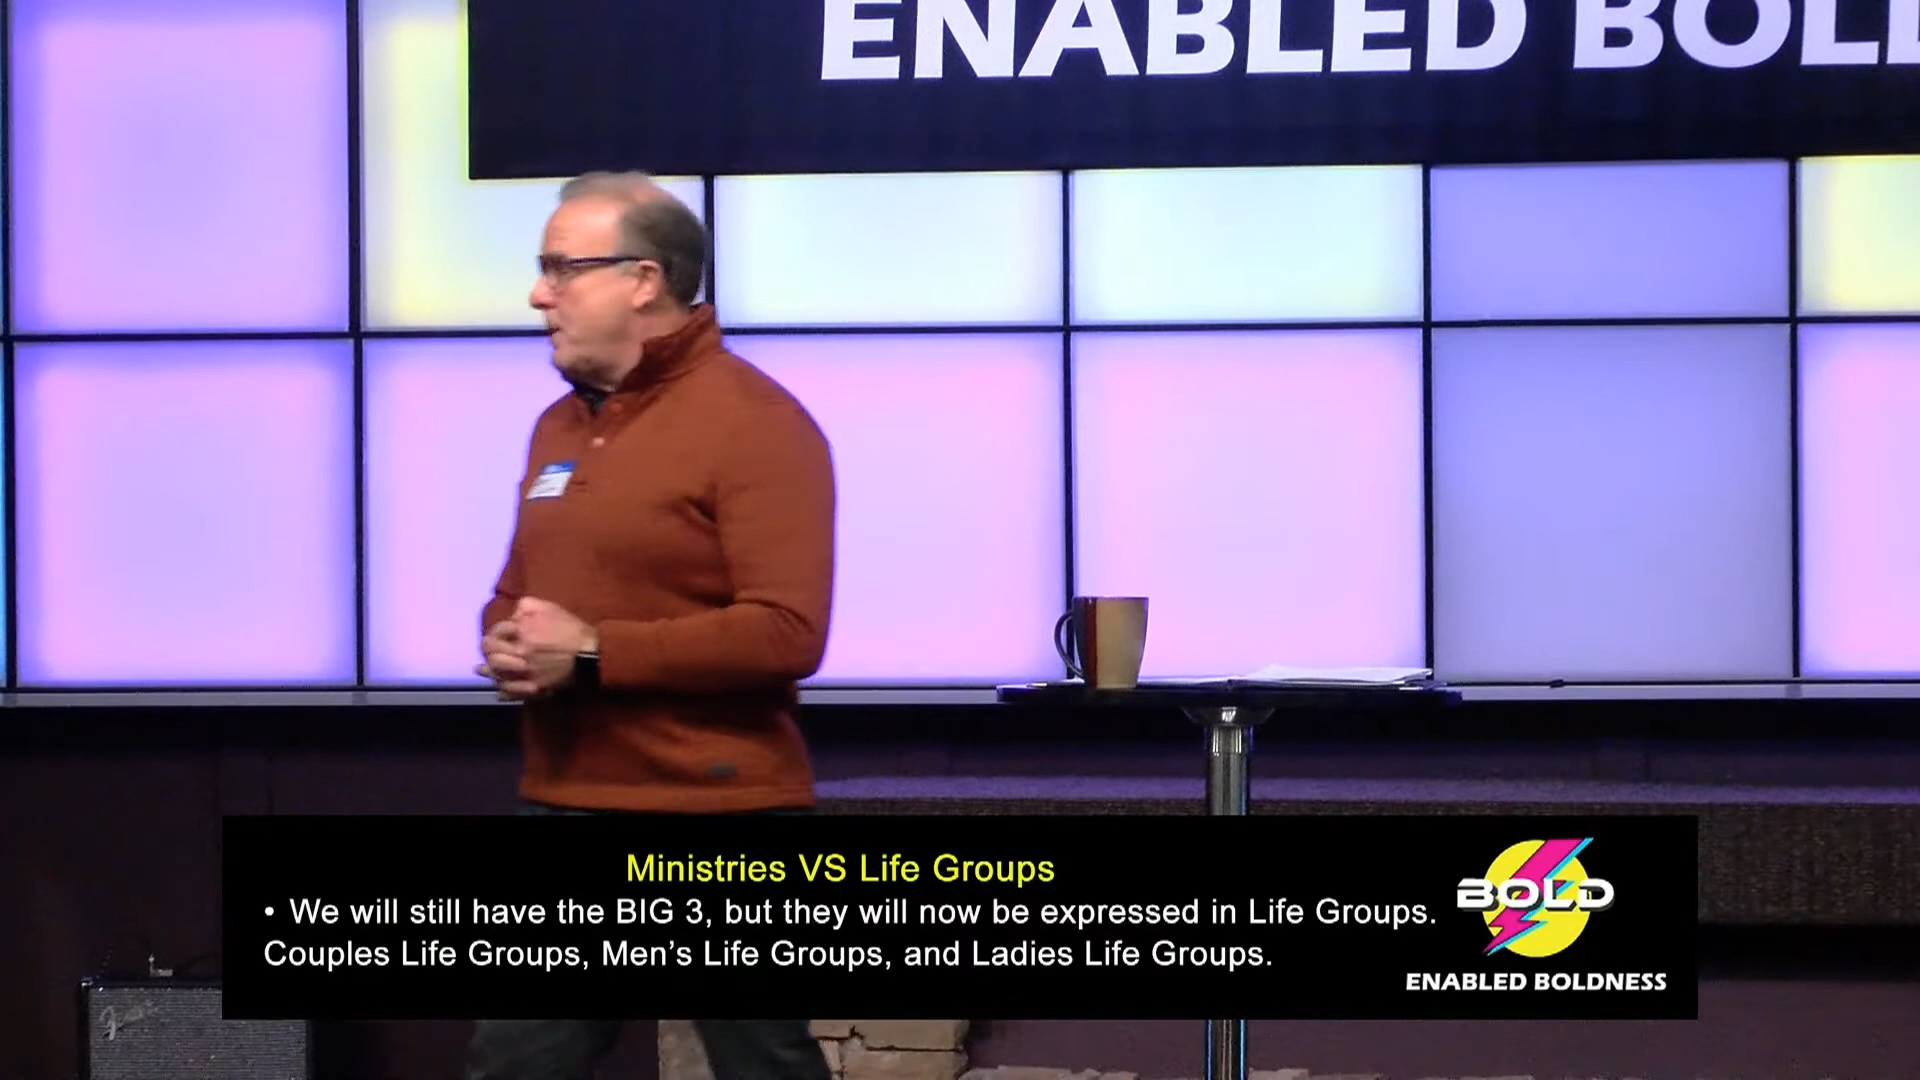 ENABLED BOL
Ministries VS Life Groups
• We will still have the BIG 3, but they will now be expressed in Life Groups.
Couples Life Groups, Men's Life Groups, and Ladies Life Groups.
BOLD
ENABLED BOLDNESS
Fender